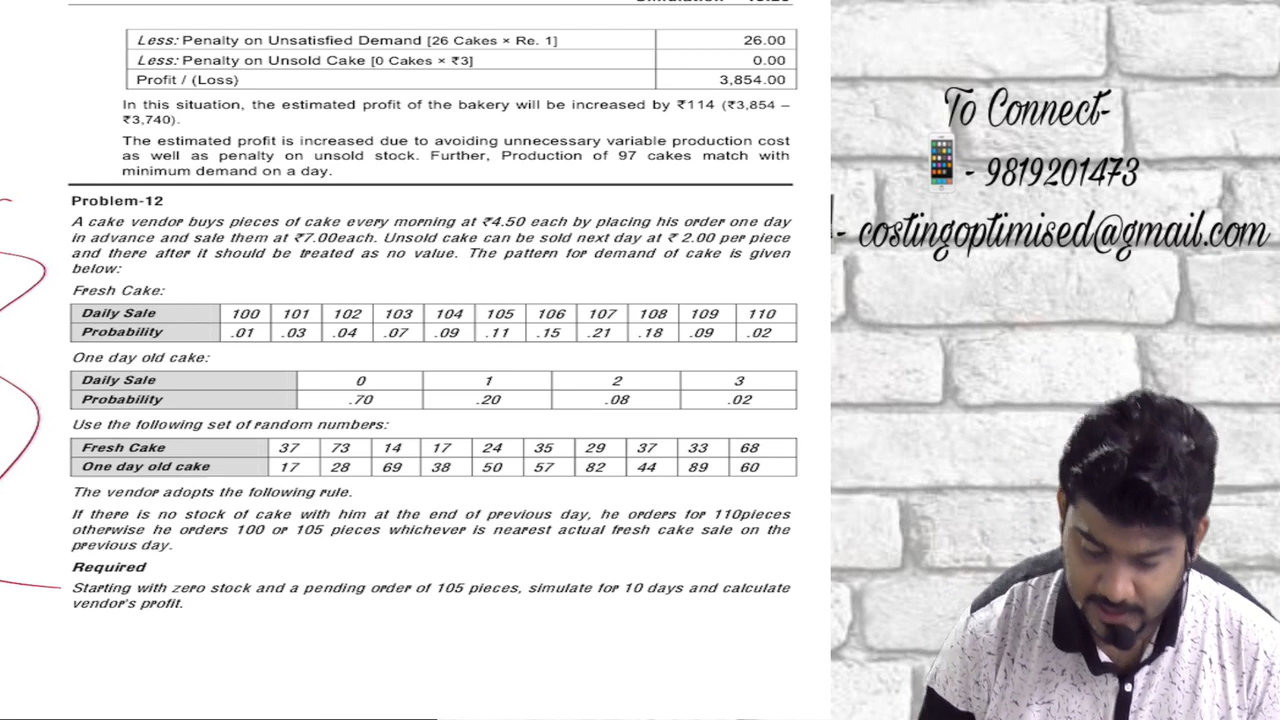 Less: Penalty on Unsatisfied Demand [26 Cakes × Re. 1] 26.00
Less: Penalty on Unsold Cake [0 Cakes × ₹3] 0.00
Profit / (Loss) 3,854.00
In this situation, the estimated profit of the bakery will be increased by ₹114 (₹3,854 –
₹3,740).
The estimated profit is increased due to avoiding unnecessary variable production cost
as well as penalty on unsold stock. Further, Production of 97 cakes match with
minimum demand on a day.
Problem-12
A cake vendor buys pieces of cake every morning at ₹4.50 each by placing his order one day
in advance and sale them at ₹7.00each. Unsold cake can be sold next day at ₹ 2.00 per piece
and there after it should be treated as no value. The pattern for demand of cake is given
below:
Fresh Cake:
Daily Sale 100 101 102 103 104 105 106 107 108 109 110
Probability .01 .03 .04 .07 .09 .11 .15 .21 .18 .09 .02
One day old cake:
Daily Sale 0 1 2 3
Probability .70 .20 .08 .02
Use the following set of random numbers:
Fresh Cake 37 73 14 17 24 35 29 37 33 68
One day old cake 17 28 69 38 50 57 82 44 89 60
The vendor adopts the following rule.
If there is no stock of cake with him at the end of previous day, he orders for 110pieces
otherwise he orders 100 or 105 pieces whichever is nearest actual fresh cake sale on the
previous day.
Required
Starting with zero stock and a pending order of 105 pieces, simulate for 10 days and calculate
vendor's profit.
To Connect-
- 9819201473
- costingoptimised@gmail.com